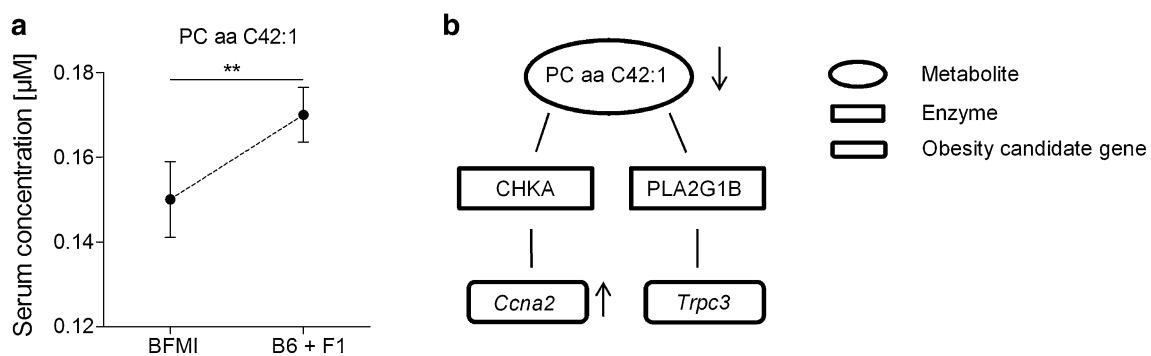 a
PC aa C42:1
**
Serum concentration [µM]
0.18
0.16
0.14
0.12
BFMI
B6 + F1
b
PC aa C42:1
CHKA
PLA2G1B
Ccna2
Trpc3
Metabolite
Enzyme
Obesity candidate gene